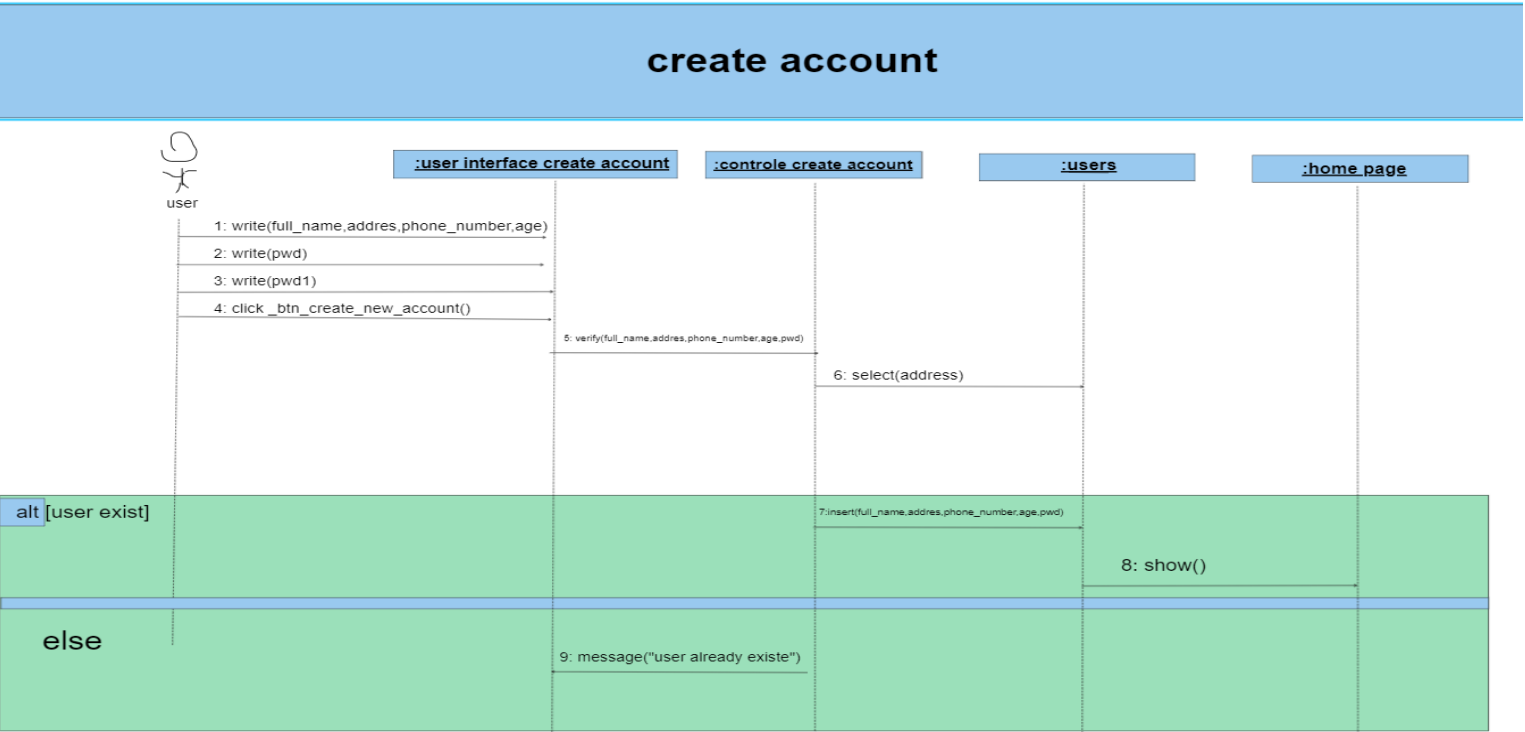 create account
:user interface create account
:controle create account
:users
:home page
user
1: write(full_name,addres,phone_number,age)
2: write(pwd)
3: write(pwd1)
4: click _btn_create_new_account()
5: verify(full_name,addres,phone_number,age,pwd)
6: select(address)
alt [user exist]
7:insert(full_name,addres,phone_number,age,pwd)
8: show()
else
9: message("user already existe")